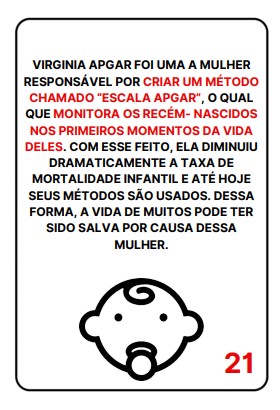 VIRGINIA APGAR FOI UMA A MULHER
RESPONSÁVEL POR CRIAR UM MÉTODO
CHAMADO “ESCALA APGAR”, O QUAL
QUE MONITORA OS RECÉM- NASCIDOS
NOS PRIMEIROS MOMENTOS DA VIDA
DELES. COM ESSE FEITO, ELA DIMINUIU
DRAMATICAMENTE A TAXA DE
MORTALIDADE INFANTIL E ATÉ HOJE
SEUS MÉTODOS SÃO USADOS. DESSA
FORMA, A VIDA DE MUITOS PODE TER
SIDO SALVA POR CAUSA DESSA
MULHER.
21